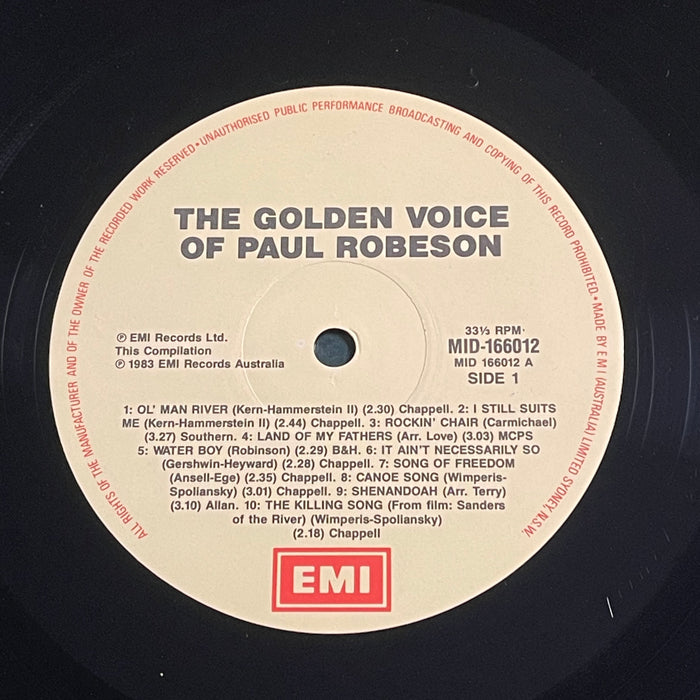 ALL RIGHTS OF THE MANUFACTURER AND OF THE OWNER OF THE RECORDED WORK RESERVED • UNAUTHORISED PUBLIC PERFORMANCE BROADCASTING AND COPYING OF THIS RECORD PROHIBITED. • MADE BY EMI (AUSTRALIA) LIMITED SYDNEY, N.S.W.
THE GOLDEN VOICE
OF PAUL ROBESON
℗ EMI Records Ltd.
This Compilation
℗ 1983 EMI Records Australia
33⅓ RPM·
MID-166012
MID 166012 A
SIDE 1
1: OL' MAN RIVER (Kern-Hammerstein II) (2.30) Chappell. 2: I STILL SUITS
ME (Kern-Hammerstein II) (2.44) Chappell. 3: ROCKIN' CHAIR (Carmichael)
(3.27) Southern. 4: LAND OF MY FATHERS (Arr. Love) (3.03) MCPS
5: WATER BOY (Robinson) (2.29) B&H. 6: IT AIN'T NECESSARILY SO
(Gershwin-Heyward) (2.28) Chappell. 7: SONG OF FREEDOM
(Ansell-Ege) (2.35) Chappell. 8: CANOE SONG (Wimperis-
Spoliansky) (3.01) Chappell. 9: SHENANDOAH (Arr. Terry)
(3.10) Allan. 10: THE KILLING SONG (From film: Sanders
of the River) (Wimperis-Spoliansky)
(2.18) Chappell
EMI